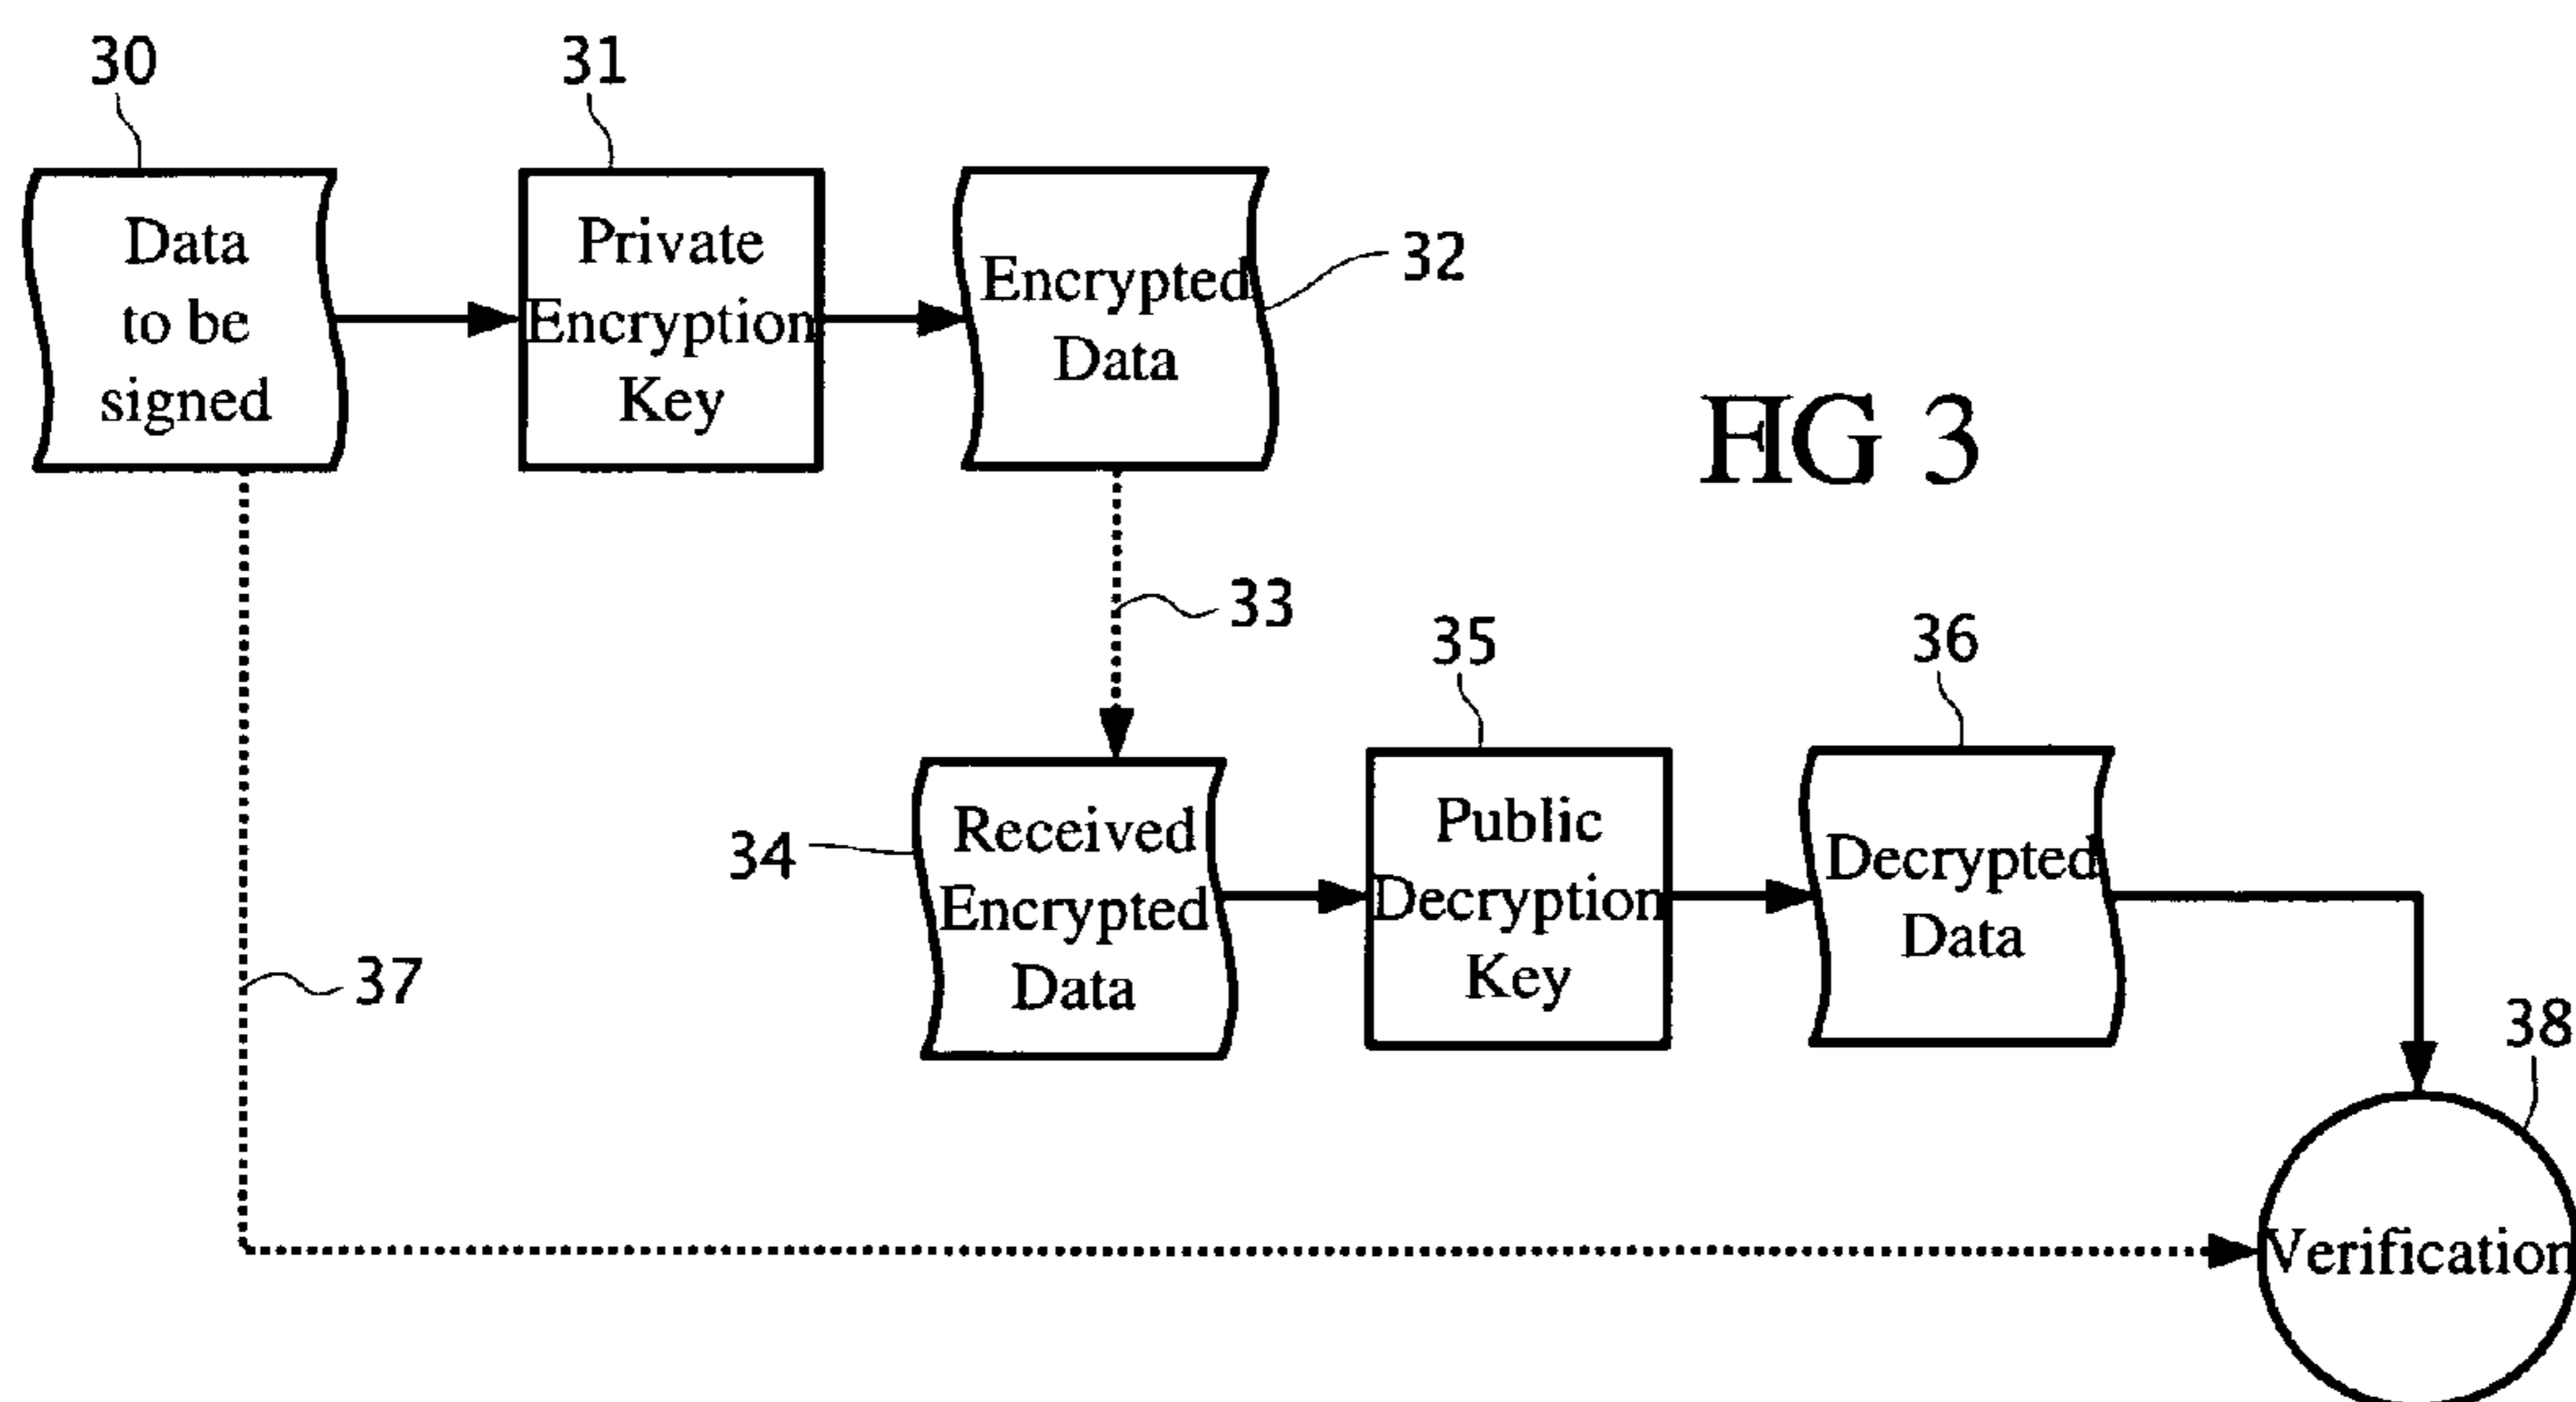 30
31
Data
to be
signed
Private
Encryption
Key
Encrypted
Data
32
FIG 3
33
35
36
34
Received
Encrypted
Data
Public
Decryption
Key
Decrypted
Data
37
38
Verification